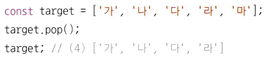 const target = ['가', '나', '다', '라', '마'];
target.pop();
target; // (4) ['가', '나', '다', '라']